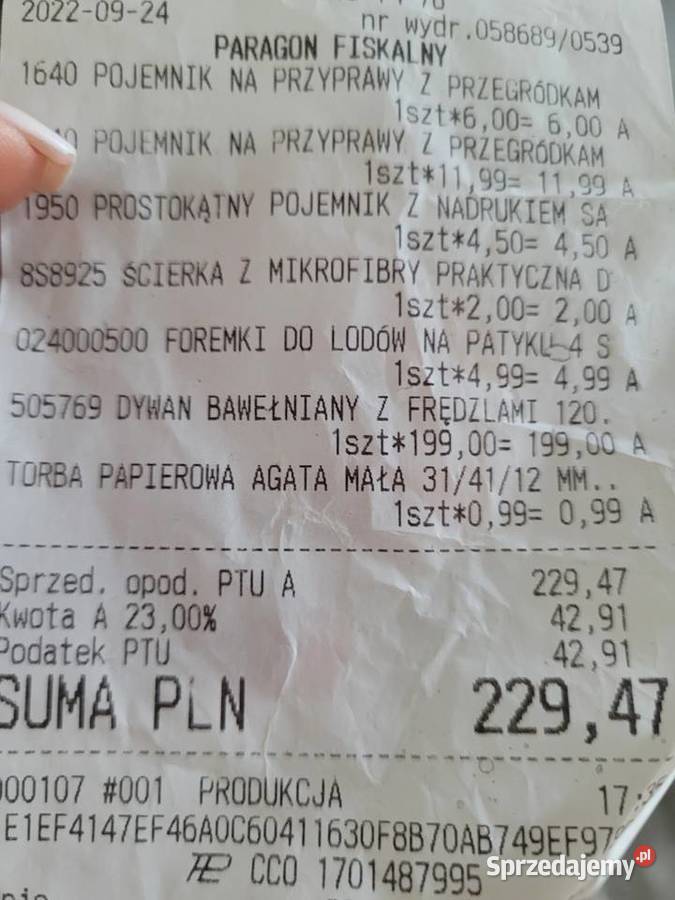 2022-09-24
nr wydr.058689/0539
PARAGON FISKALNY
1640 POJEMNIK NA PRZYPRAWY Z PRZEGRÓDKAM
1szt*6,00= 6,00 A
POJEMNIK NA PRZYPRAWY Z PRZEGRÓDKAM
1szt*11,99= 11,99 A
1950 PROSTOKĄTNY POJEMNIK Z NADRUKIEM SA
1szt*4,50= 4,50 A
8S8925 ŚCIERKA Z MIKROFIBRY PRAKTYCZNA D
1szt*2,00= 2,00 A
024000500 FOREMKI DO LODÓW NA PATYKU 4 S
1szt*4,99= 4,99 A
505769 DYWAN BAWEŁNIANY Z FRĘDZLAMI 120.
1szt*199,00= 199,00 A
TORBA PAPIEROWA AGATA MAŁA 31/41/12 MM..
1szt*0,99= 0,99 A
Sprzed. opod. PTU A 229,47
Kwota A 23,00% 42,91
Podatek PTU 42,91
SUMA PLN 229,47
000107 #001 PRODUKCJA
E1EF4147EF46A0C60411630F8B70AB749EF97
CCO 1701487995
Sprzedajemy.pl